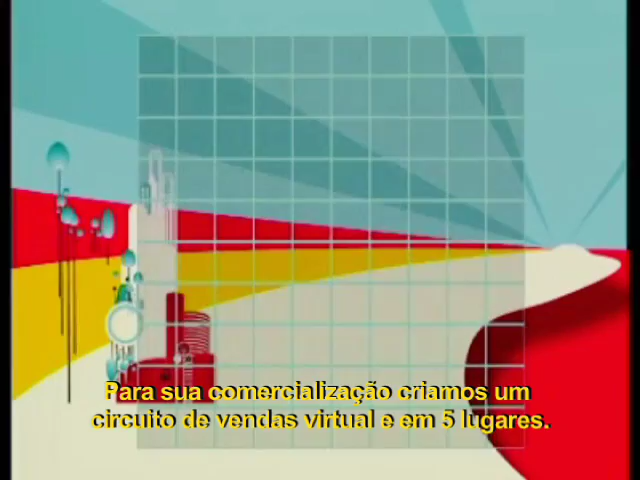 Para sua comercialização criamos um
circuito de vendas virtual e em 5 lugares.